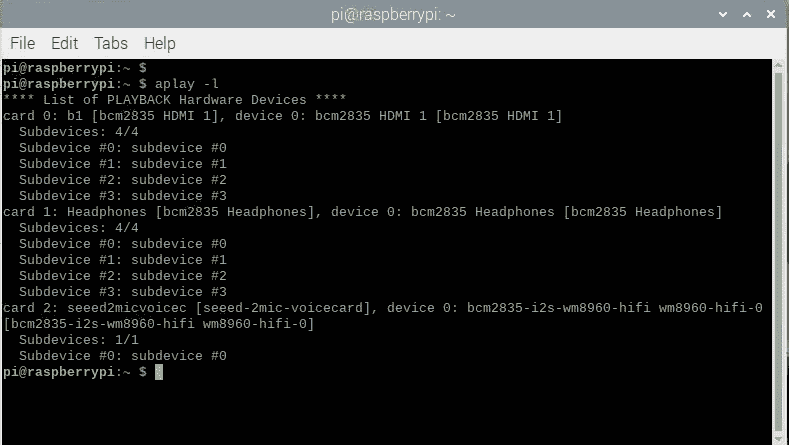 pi@raspberrypi: ~
File Edit Tabs Help
pi@raspberrypi:~ $
pi@raspberrypi:~ $ aplay -l
**** List of PLAYBACK Hardware Devices ****
card 0: b1 [bcm2835 HDMI 1], device 0: bcm2835 HDMI 1 [bcm2835 HDMI 1]
  Subdevices: 4/4
  Subdevice #0: subdevice #0
  Subdevice #1: subdevice #1
  Subdevice #2: subdevice #2
  Subdevice #3: subdevice #3
card 1: Headphones [bcm2835 Headphones], device 0: bcm2835 Headphones [bcm2835 Headphones]
  Subdevices: 4/4
  Subdevice #0: subdevice #0
  Subdevice #1: subdevice #1
  Subdevice #2: subdevice #2
  Subdevice #3: subdevice #3
card 2: seeed2micvoicec [seeed-2mic-voicecard], device 0: bcm2835-i2s-wm8960-hifi wm8960-hifi-0
[bcm2835-i2s-wm8960-hifi wm8960-hifi-0]
  Subdevices: 1/1
  Subdevice #0: subdevice #0
pi@raspberrypi:~ $